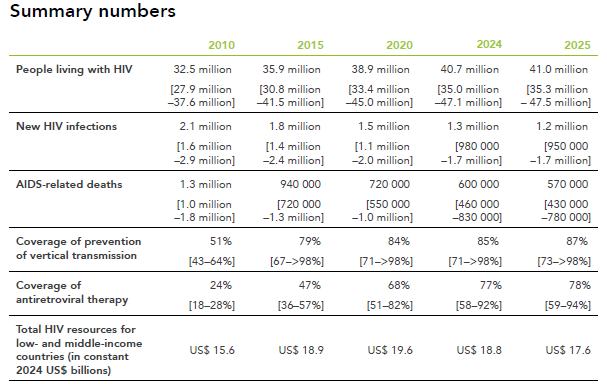 Summary numbers
2010 2015 2020 2024 2025
People living with HIV 32.5 million 35.9 million 38.9 million 40.7 million 41.0 million
[27.9 million [30.8 million [33.4 million [35.0 million [35.3 million
–37.6 million] –41.5 million] –45.0 million] –47.1 million] – 47.5 million]
New HIV infections 2.1 million 1.8 million 1.5 million 1.3 million 1.2 million
[1.6 million [1.4 million [1.1 million [980 000 [950 000
–2.9 million] –2.4 million] –2.0 million] –1.7 million] –1.7 million]
AIDS-related deaths 1.3 million 940 000 720 000 600 000 570 000
[1.0 million [720 000 [550 000 [460 000 [430 000
–1.8 million] –1.3 million] –1.0 million] –830 000] –780 000]
Coverage of prevention 51% 79% 84% 85% 87%
of vertical transmission
[43–64%] [67–>98%] [71–>98%] [71–>98%] [73–>98%]
Coverage of 24% 47% 68% 77% 78%
antiretroviral therapy
[18–28%] [36–57%] [51–82%] [58–92%] [59–94%]
Total HIV resources for
low- and middle-income
countries (in constant US$ 15.6 US$ 18.9 US$ 19.6 US$ 18.8 US$ 17.6
2024 US$ billions)